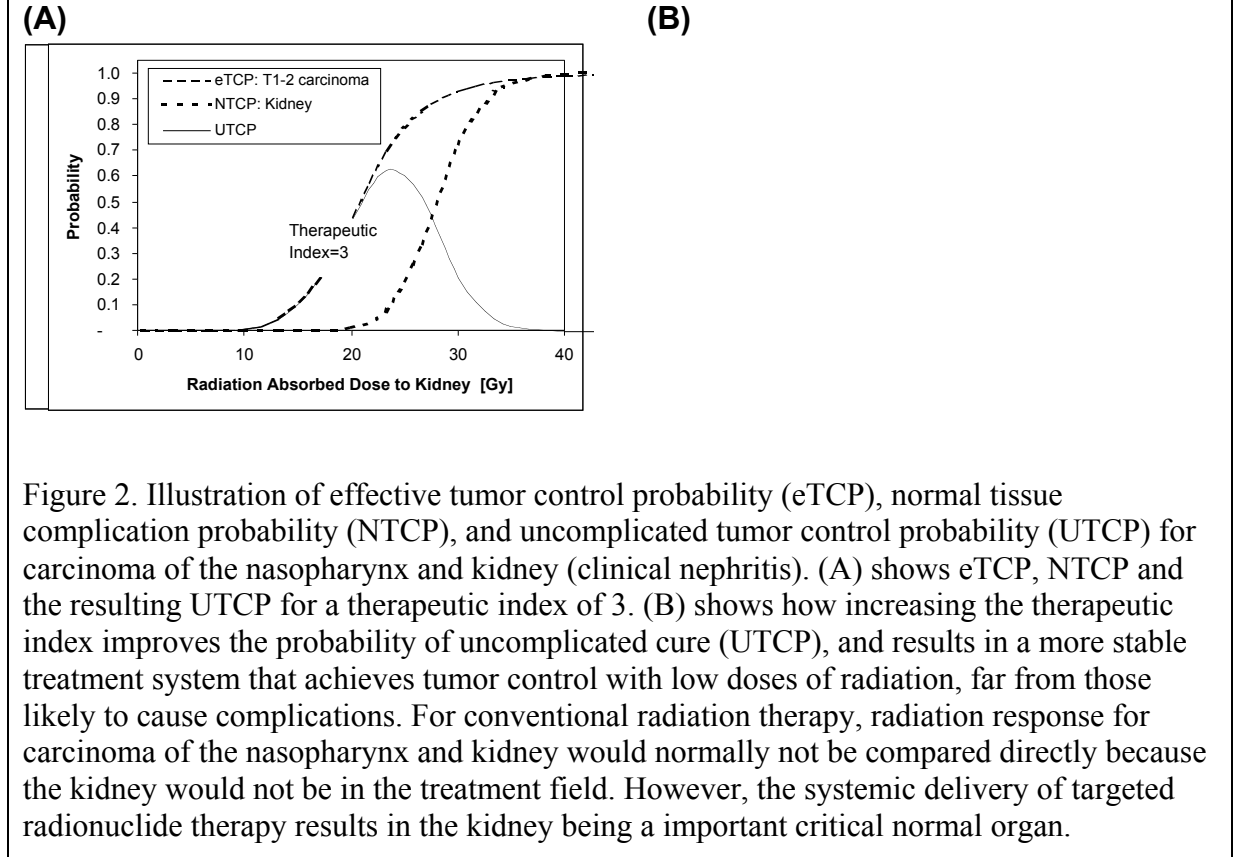 (A) (B)
1.0
0.9
0.8
0.7
0.6
0.5
0.4
0.3
0.2
0.1
-
Probability
eTCP: T1-2 carcinoma
NTCP: Kidney
UTCP
Therapeutic
Index=3
0 10 20 30 40
Radiation Absorbed Dose to Kidney [Gy]
Figure 2. Illustration of effective tumor control probability (eTCP), normal tissue
complication probability (NTCP), and uncomplicated tumor control probability (UTCP) for
carcinoma of the nasopharynx and kidney (clinical nephritis). (A) shows eTCP, NTCP and
the resulting UTCP for a therapeutic index of 3. (B) shows how increasing the therapeutic
index improves the probability of uncomplicated cure (UTCP), and results in a more stable
treatment system that achieves tumor control with low doses of radiation, far from those
likely to cause complications. For conventional radiation therapy, radiation response for
carcinoma of the nasopharynx and kidney would normally not be compared directly because
the kidney would not be in the treatment field. However, the systemic delivery of targeted
radionuclide therapy results in the kidney being a important critical normal organ.